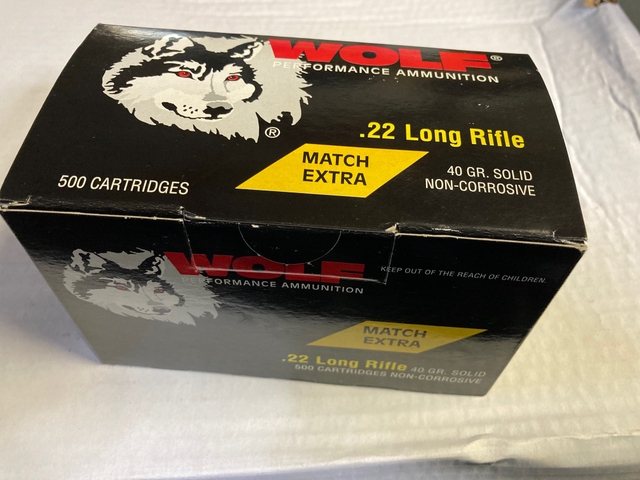 WOLF®
PERFORMANCE AMMUNITION
®
.22 Long Rifle
MATCH
EXTRA
500 CARTRIDGES
40 GR. SOLID
NON-CORROSIVE
WOLF
PERFORMANCE AMMUNITION
KEEP OUT OF THE REACH OF CHILDREN.
MATCH
EXTRA
.22 Long Rifle 40 GR. SOLID
500 CARTRIDGES NON-CORROSIVE